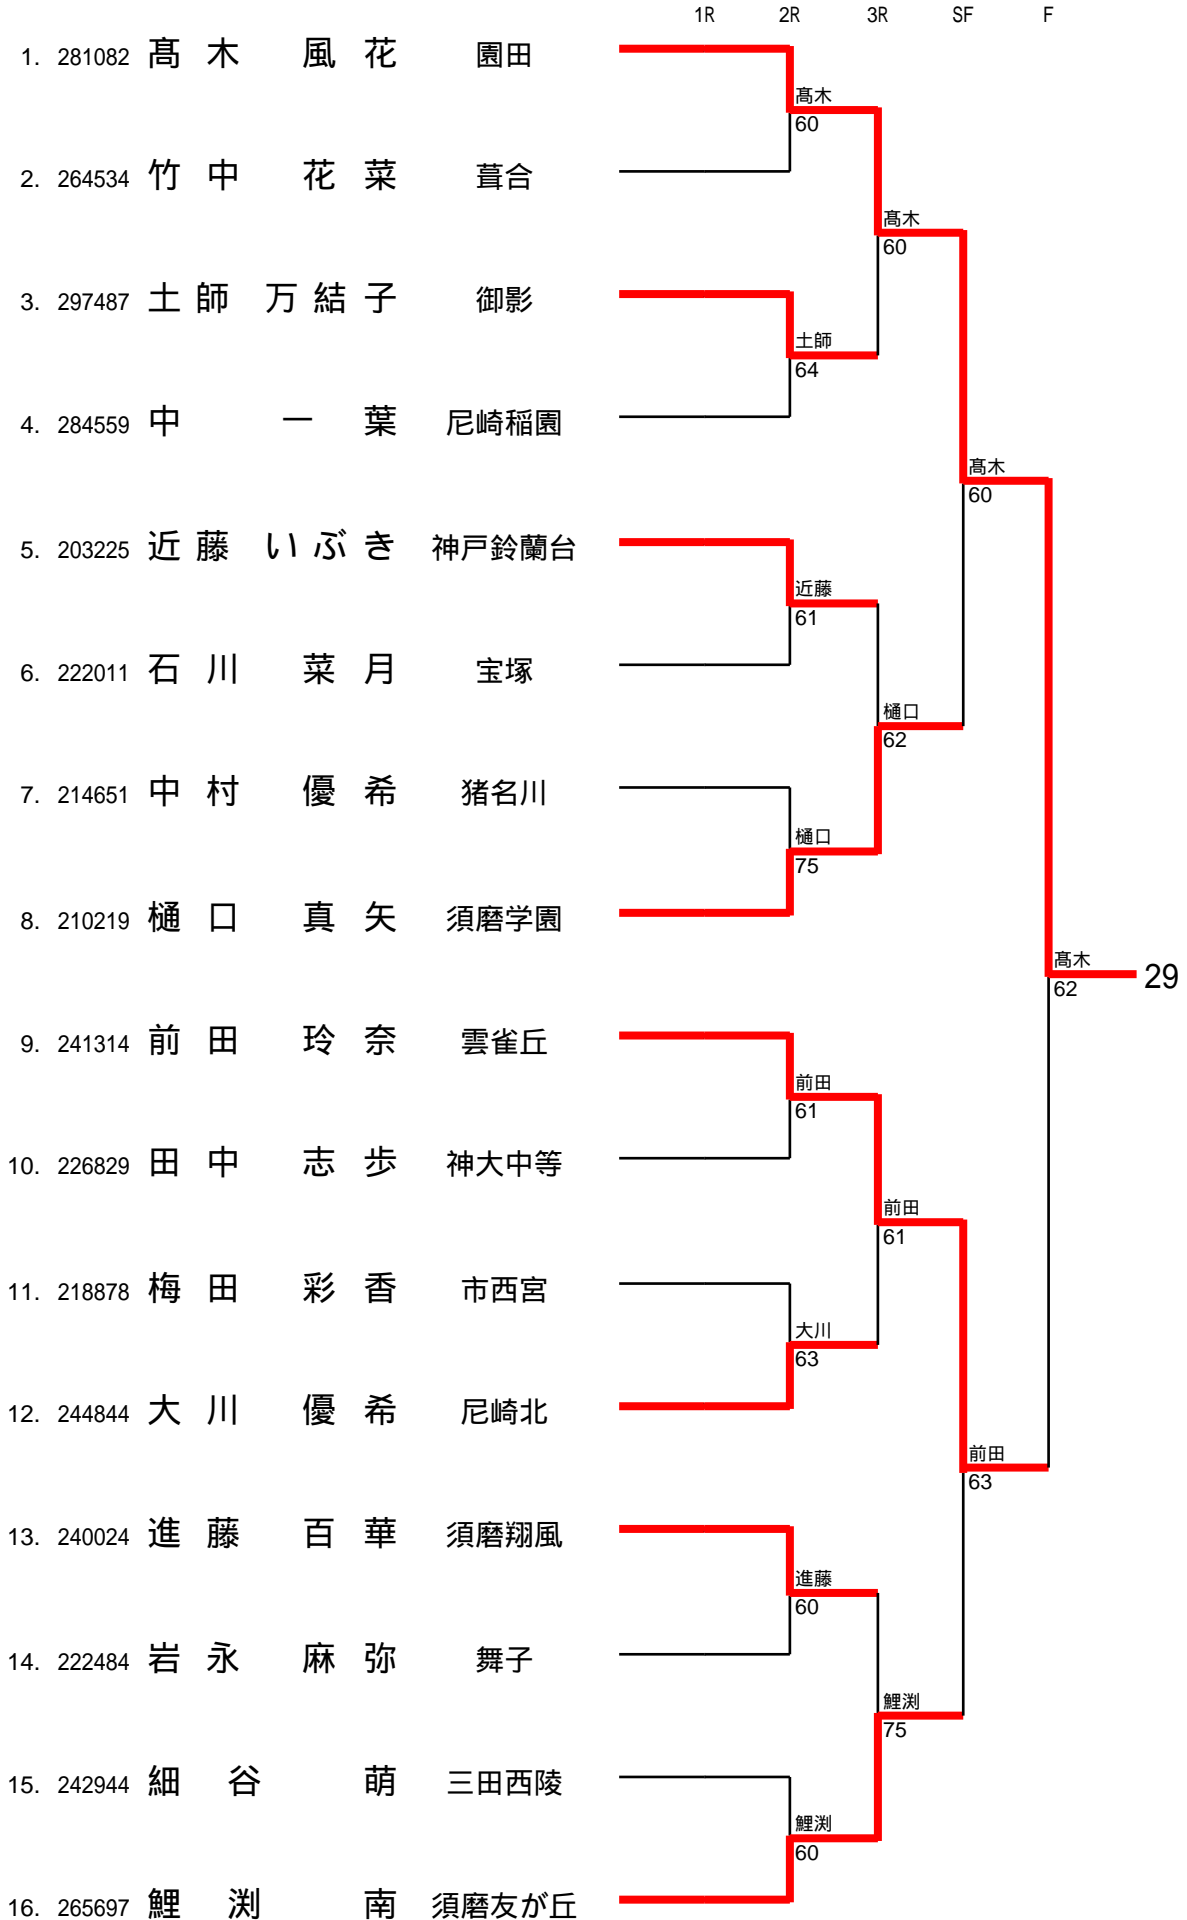 1R 2R 3R SF F
1. 281082 髙木 風花 園田
髙木
60
2. 264534 竹中 花菜 葺合
髙木
60
3. 297487 土師 万結子 御影
土師
64
4. 284559 中 一葉 尼崎稲園
髙木
60
5. 203225 近藤 いぶき 神戸鈴蘭台
近藤
61
6. 222011 石川 菜月 宝塚
樋口
62
7. 214651 中村 優希 猪名川
樋口
75
8. 210219 樋口 真矢 須磨学園
髙木
62
29
9. 241314 前田 玲奈 雲雀丘
前田
61
10. 226829 田中 志歩 神大中等
前田
61
11. 218878 梅田 彩香 市西宮
大川
63
12. 244844 大川 優希 尼崎北
前田
63
13. 240024 進藤 百華 須磨翔風
進藤
60
14. 222484 岩永 麻弥 舞子
鯉渕
75
15. 242944 細谷 萌 三田西陵
鯉渕
60
16. 265697 鯉渕 南 須磨友が丘